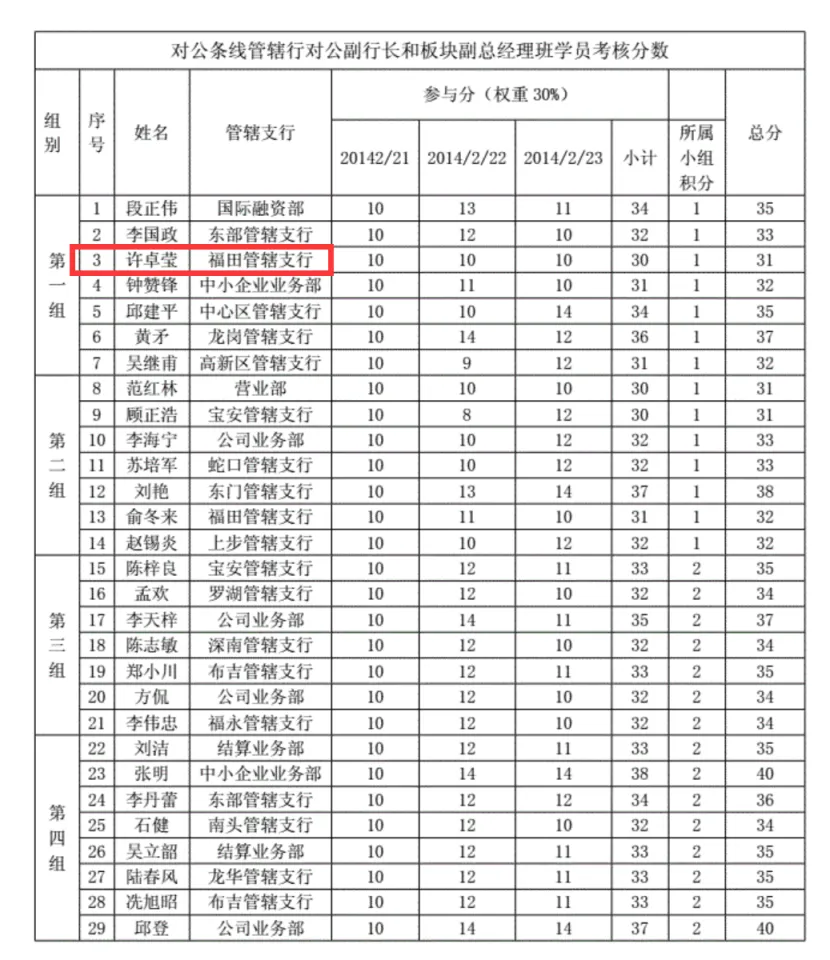 对公条线管辖行对公副行长和板块副总经理班学员考核分数
组别 序号 姓名 管辖支行 参与分（权重30%） 所属小组积分 总分
20142/21 2014/2/22 2014/2/23 小计
第一组
1 段正伟 国际融资部 10 13 11 34 1 35
2 李国政 东部管辖支行 10 12 10 32 1 33
3 许卓莹 福田管辖支行 10 10 10 30 1 31
4 钟赞锋 中小企业业务部 10 11 10 31 1 32
5 邱建平 中心区管辖支行 10 10 14 34 1 35
6 黄矛 龙岗管辖支行 10 14 12 36 1 37
7 吴继甫 高新区管辖支行 10 9 12 31 1 32
第二组
8 范红林 营业部 10 10 10 30 1 31
9 顾正浩 宝安管辖支行 10 8 12 30 1 31
10 李海宁 公司业务部 10 10 12 32 1 33
11 苏培军 蛇口管辖支行 10 10 12 32 1 33
12 刘艳 东门管辖支行 10 13 14 37 1 38
13 俞冬来 福田管辖支行 10 11 10 31 1 32
14 赵锡炎 上步管辖支行 10 10 12 32 1 32
第三组
15 陈梓良 宝安管辖支行 10 12 11 33 2 35
16 孟欢 罗湖管辖支行 10 12 10 32 2 34
17 李天梓 公司业务部 10 14 11 35 2 37
18 陈志敏 深南管辖支行 10 12 10 32 2 34
19 郑小川 布吉管辖支行 10 12 11 33 2 35
20 方侃 公司业务部 10 12 10 32 2 34
21 李伟忠 福永管辖支行 10 12 10 32 2 34
第四组
22 刘洁 结算业务部 10 12 11 33 2 35
23 张明 中小企业业务部 10 14 14 38 2 40
24 李丹蕾 东部管辖支行 10 12 12 34 2 36
25 石健 南头管辖支行 10 12 10 32 2 34
26 吴立韶 结算业务部 10 12 11 33 2 35
27 陆春风 龙华管辖支行 10 12 11 33 2 35
28 冼旭昭 布吉管辖支行 10 12 11 33 2 35
29 邱登 公司业务部 10 14 14 37 2 40